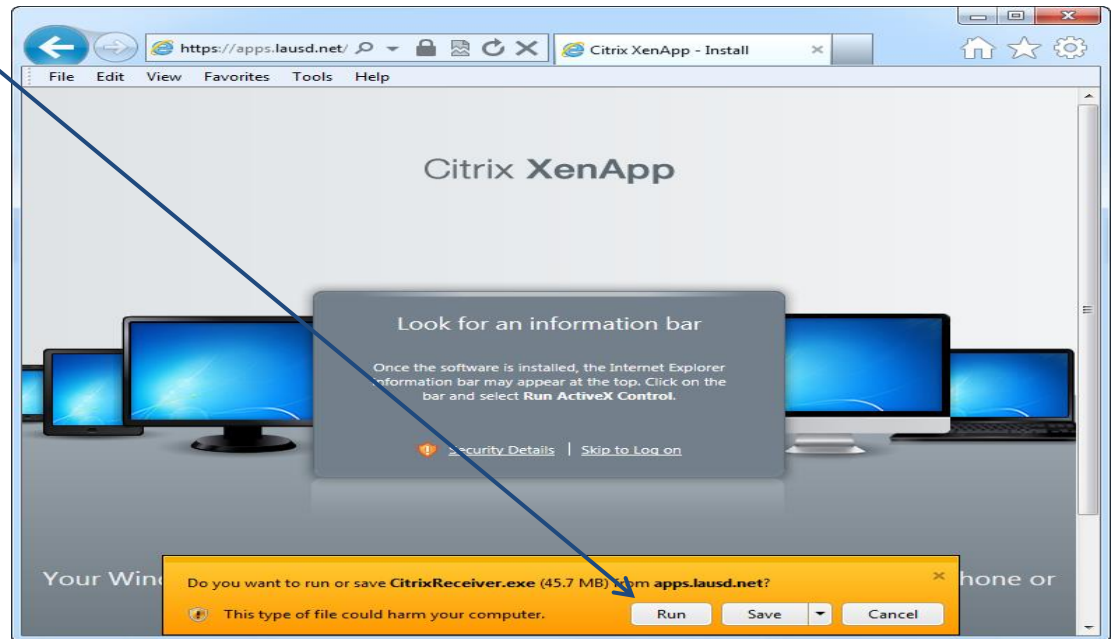 https://apps.lausd.net/
Citrix XenApp - Install
File Edit View Favorites Tools Help
Citrix XenApp
Look for an information bar
Once the software is installed, the Internet Explorer
information bar may appear at the top. Click on the
bar and select Run ActiveX Control.
Security Details | Skip to Log on
Your Win
hone or
Do you want to run or save CitrixReceiver.exe (45.7 MB) from apps.lausd.net?
This type of file could harm your computer.
Run Save Cancel